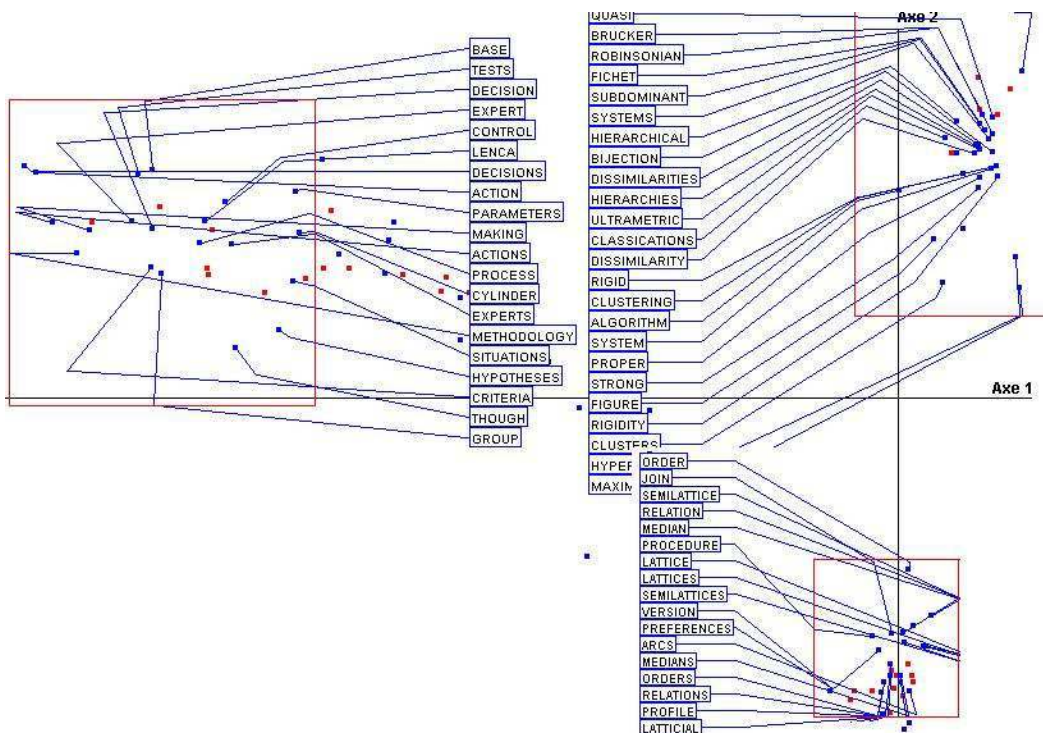 BASE
TESTS
DECISION
EXPERT
CONTROL
LENCA
DECISIONS
ACTION
PARAMETERS
MAKING
ACTIONS
PROCESS
CYLINDER
EXPERTS
METHODOLOGY
SITUATIONS
HYPOTHESES
CRITERIA
THOUGH
GROUP
QUASI
BRUCKER
ROBINSONIAN
FICHET
SUBDOMINANT
SYSTEMS
HIERARCHICAL
BIJECTION
DISSIMILARITIES
HIERARCHIES
ULTRAMETRIC
CLASSICATIONS
DISSIMILARITY
RIGID
CLUSTERING
ALGORITHM
SYSTEM
PROPER
STRONG
FIGURE
RIGIDITY
CLUSTERS
HYPER
MAXIM
Axe 2
Axe 1
ORDER
JOIN
SEMILATTICE
RELATION
MEDIAN
PROCEDURE
LATTICE
LATTICES
SEMILATTICES
VERSION
PREFERENCES
ARCS
MEDIANS
ORDERS
RELATIONS
PROFILE
LATTICIAL